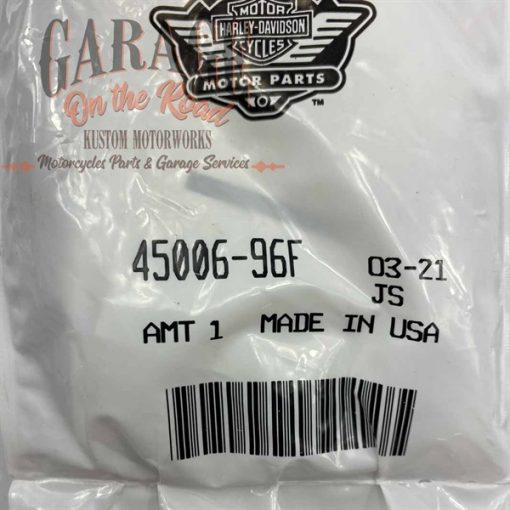 GARAG
On the Road
KUSTOM MOTORWORKS
Motorcycles Parts & Garage Services
MOTOR
HARLEY-DAVIDSON
CYCLES
MOTOR PARTS
TM
45006-96F
03-21
JS
AMT 1 MADE IN USA